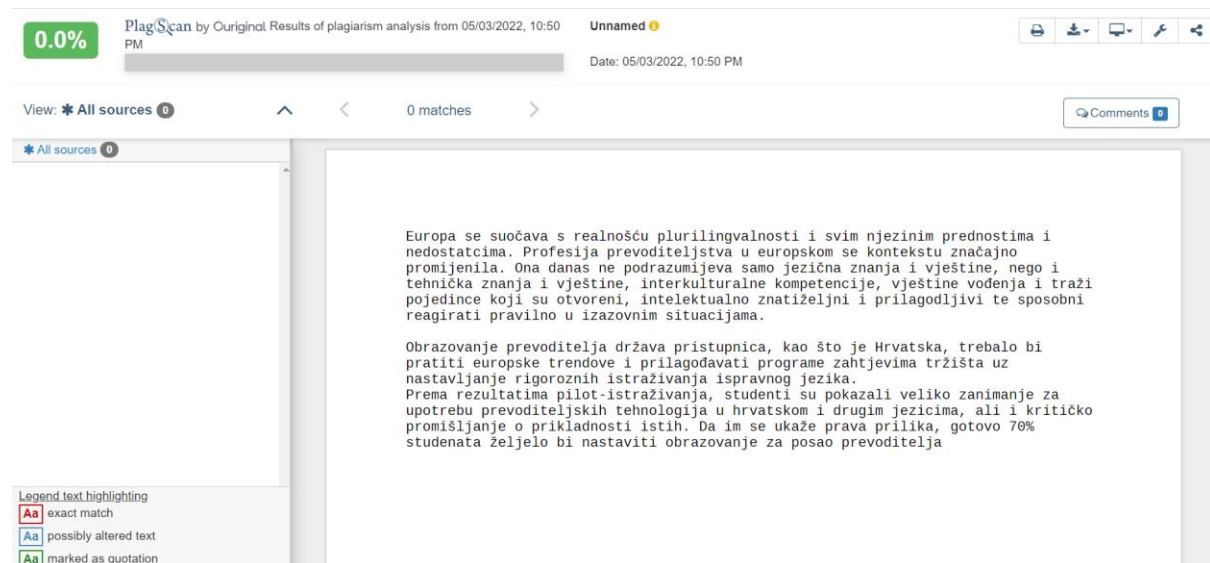 0.0%
PlagScan by Ouriginal Results of plagiarism analysis from 05/03/2022, 10:50
PM
Unnamed
Date: 05/03/2022, 10:50 PM
View: All sources 0
0 matches
Comments 0
All sources 0
Europa se suočava s realnošću plurilingvalnosti i svim njezinim prednostima i
nedostatcima. Profesija prevoditeljstva u europskom se kontekstu značajno
promijenila. Ona danas ne podrazumijeva samo jezična znanja i vještine, nego i
tehnička znanja i vještine, interkulturalne kompetencije, vještine vođenja i traži
pojedince koji su otvoreni, intelektualno znatiželjni i prilagodljivi te sposobni
reagirati pravilno u izazovnim situacijama.
Obrazovanje prevoditelja država pristupnica, kao što je Hrvatska, trebalo bi
pratiti europske trendove i prilagođavati programe zahtjevima tržišta uz
nastavljanje rigoroznih istraživanja ispravnog jezika.
Prema rezultatima pilot-istraživanja, studenti su pokazali veliko zanimanje za
upotrebu prevoditeljskih tehnologija u hrvatskom i drugim jezicima, ali i kritičko
promišljanje o prikladnosti istih. Da im se ukaže prava prilika, gotovo 70%
studenata željelo bi nastaviti obrazovanje za posao prevoditelja
Legend text highlighting
Aa exact match
Aa possibly altered text
Aa marked as quotation